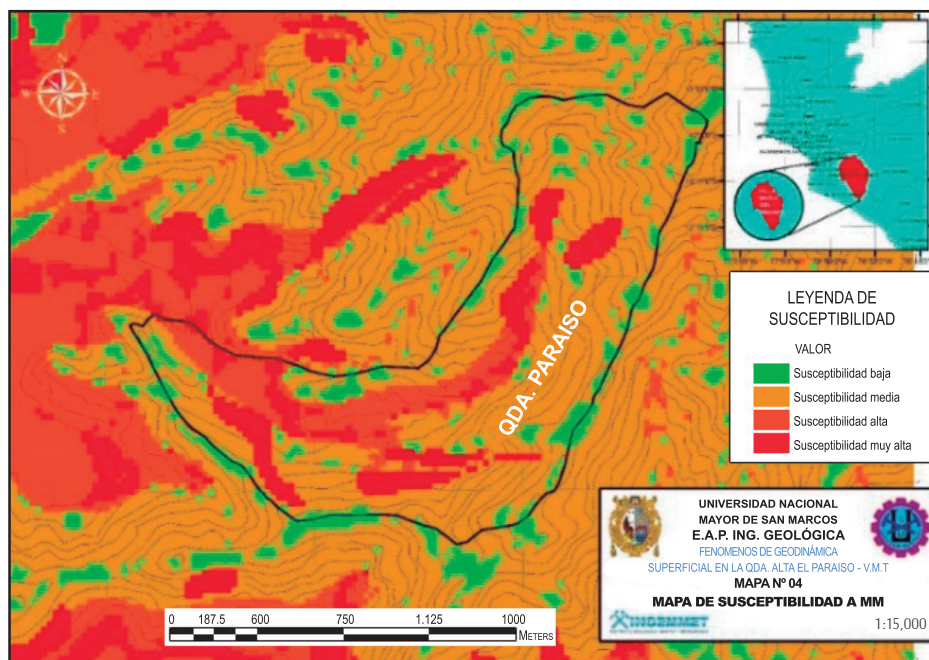 N
W
E
S
QDA. PARAISO
LEYENDA DE
SUSCEPTIBILIDAD
VALOR
Susceptibilidad baja
Susceptibilidad media
Susceptibilidad alta
Susceptibilidad muy alta
UNIVERSIDAD NACIONAL
MAYOR DE SAN MARCOS
E.A.P. ING. GEOLÓGICA
FENOMENOS DE GEODINÁMICA
SUPERFICIAL EN LA QDA. ALTA EL PARAISO - V.M.T
MAPA Nº 04
MAPA DE SUSCEPTIBILIDAD A MM
INGEMMET
1:15,000
0 187.5 600 750 1.125 1000
METERS